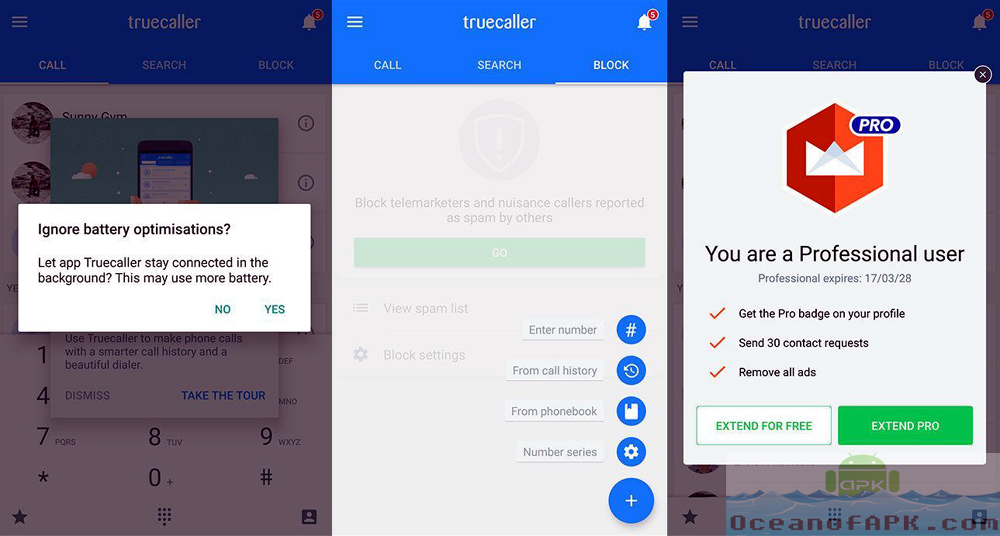 truecaller
5
CALL
SEARCH
BLOCK
Sunny Gym
Ignore battery optimisations?
Let app Truecaller stay connected in the
background? This may use more battery.
NO
YES
YE
Use Truecaller to make phone calls
with a smarter call history and a
beautiful dialer.
DISMISS
TAKE THE TOUR
1
DEF
4
MNO
7 PQRS
8 TUV
9 WXYZ
*
0 +
#
truecaller
5
CALL
SEARCH
BLOCK
Block telemarketers and nuisance callers reported
as spam by others
GO
View spam list
Block settings
Enter number
#
From call history
From phonebook
Number series
+
truecaller
5
CALL
SEARCH
BLOCK
PRO
You are a Professional user
Professional expires: 17/03/28
Get the Pro badge on your profile
Send 30 contact requests
Remove all ads
EXTEND FOR FREE
EXTEND PRO
apk
OceanofAPK.com